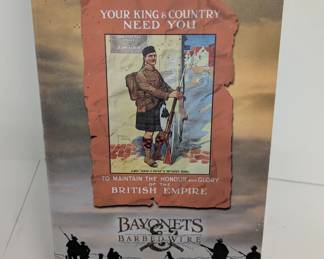 YOUR KING & COUNTRY
NEED YOU
TO MAINTAIN THE HONOUR AND GLORY
OF THE
BRITISH EMPIRE
BAYONETS
&
BARBED WIRE